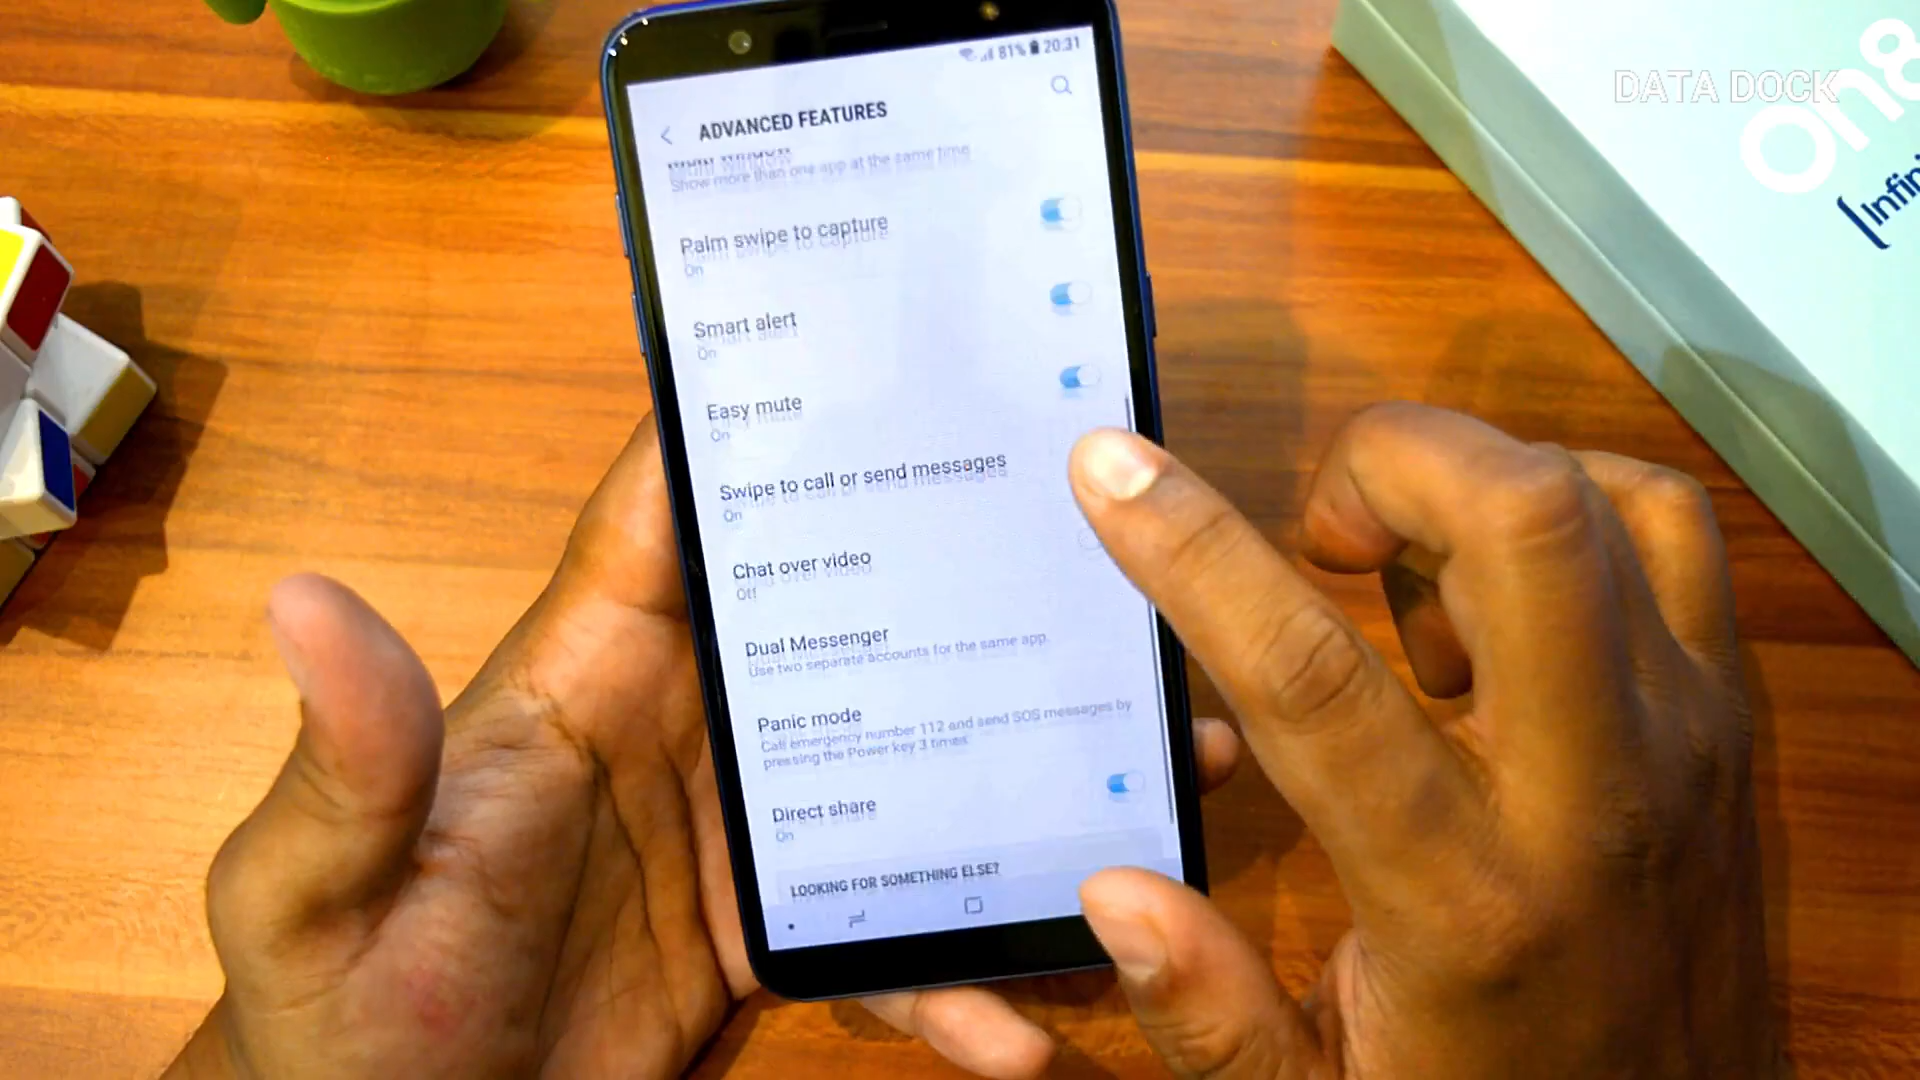 81% 20:31
ADVANCED FEATURES
Show more than one app at the same time.
Palm swipe to capture
On
Smart alert
On
Easy mute
On
Swipe to call or send messages
On
Chat over video
Off
Dual Messenger
Use two separate accounts for the same app.
Panic mode
Call emergency number 112 and send SOS messages by
pressing the Power key 3 times.
Direct share
On
LOOKING FOR SOMETHING ELSE?
DATA DOCK
On8
Infini